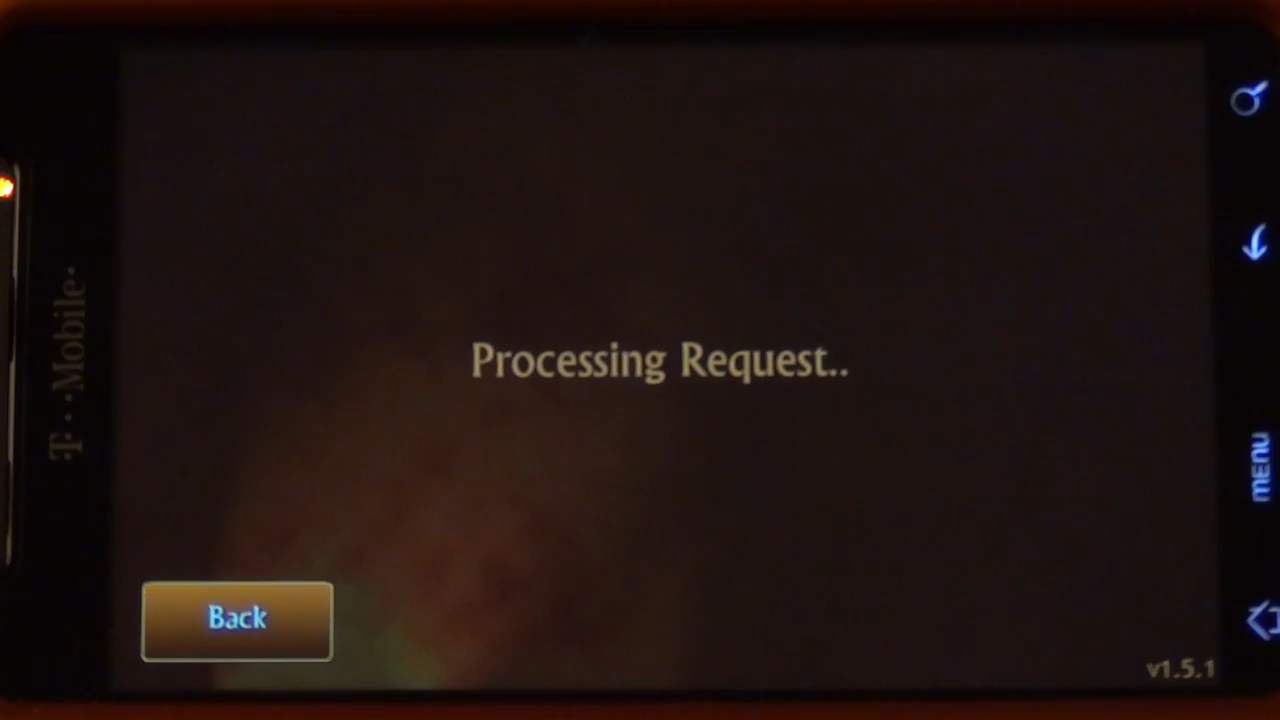 T··Mobile·
Processing Request..
MENU
Back
v1.5.1